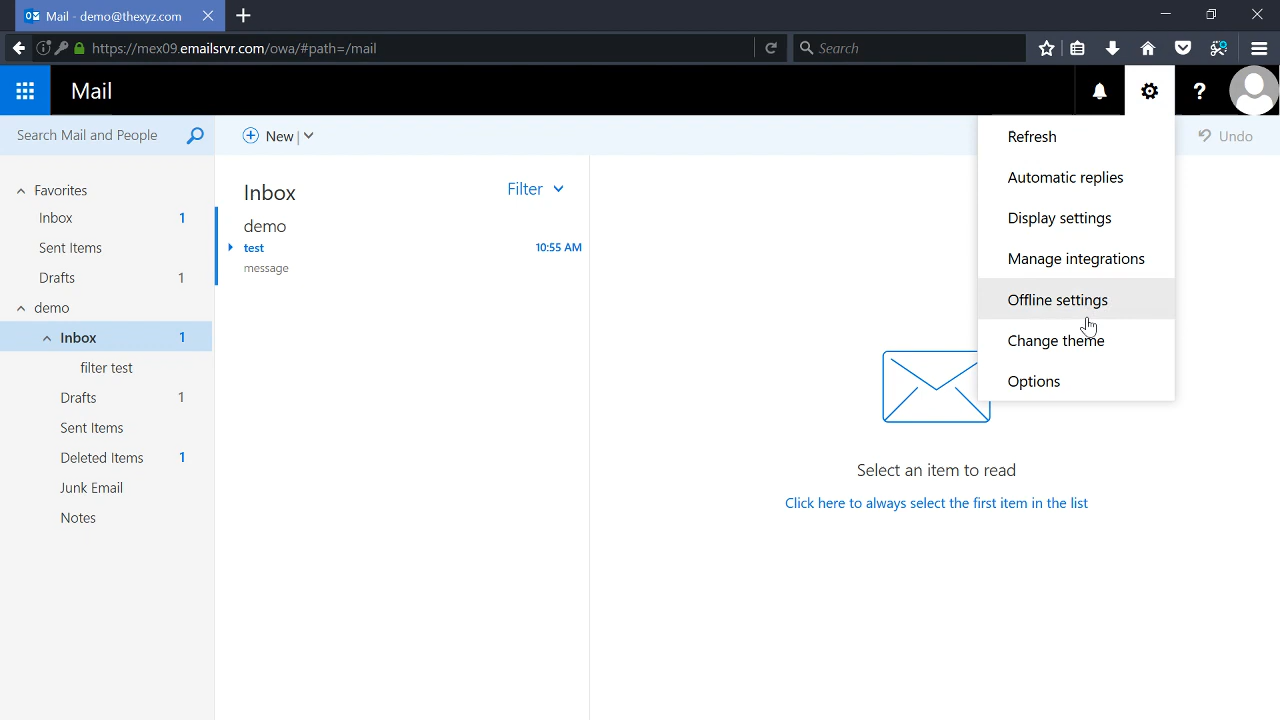 Mail - demo@thexyz.com
https://mex09.emailsrvr.com/owa/#path=/mail
Search
Mail
?
Search Mail and People
New
Undo
Favorites
Inbox 1
Sent Items
Drafts 1
demo
Inbox 1
filter test
Drafts 1
Sent Items
Deleted Items 1
Junk Email
Notes
Inbox
Filter
demo
test 10:55 AM
message
Refresh
Automatic replies
Display settings
Manage integrations
Offline settings
Change theme
Options
Select an item to read
Click here to always select the first item in the list